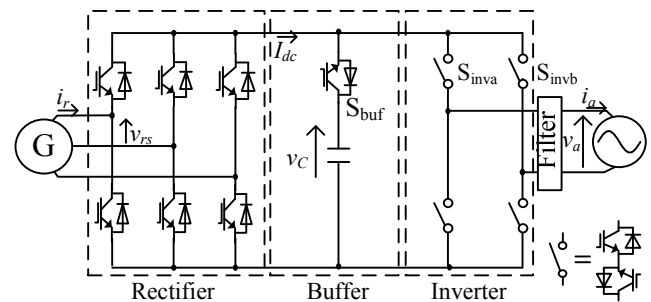 I_dc
S_inva
S_invb
S_buf
i_r
v_rs
G
v_C
Filter
i_a
v_a
=
Rectifier
Buffer
Inverter